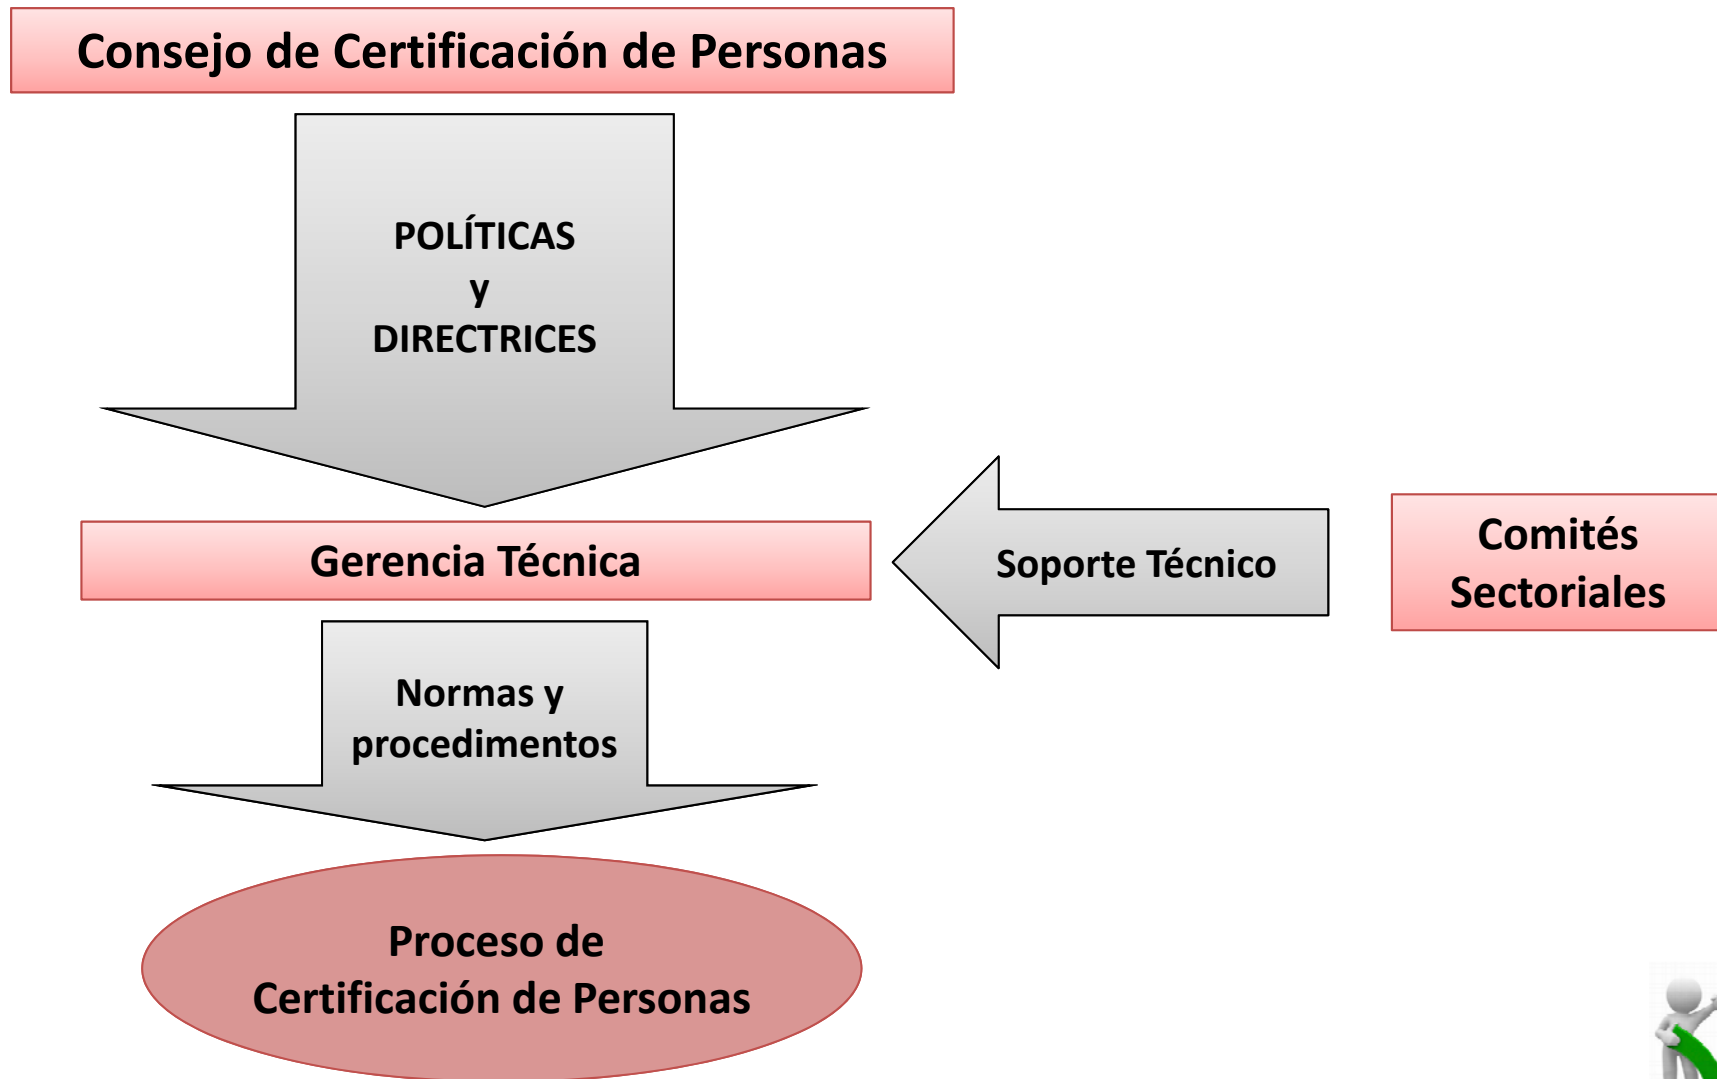 Consejo de Certificación de Personas
POLÍTICAS
y
DIRECTRICES
Gerencia Técnica
Soporte Técnico
Comités
Sectoriales
Normas y
procedimentos
Proceso de
Certificación de Personas